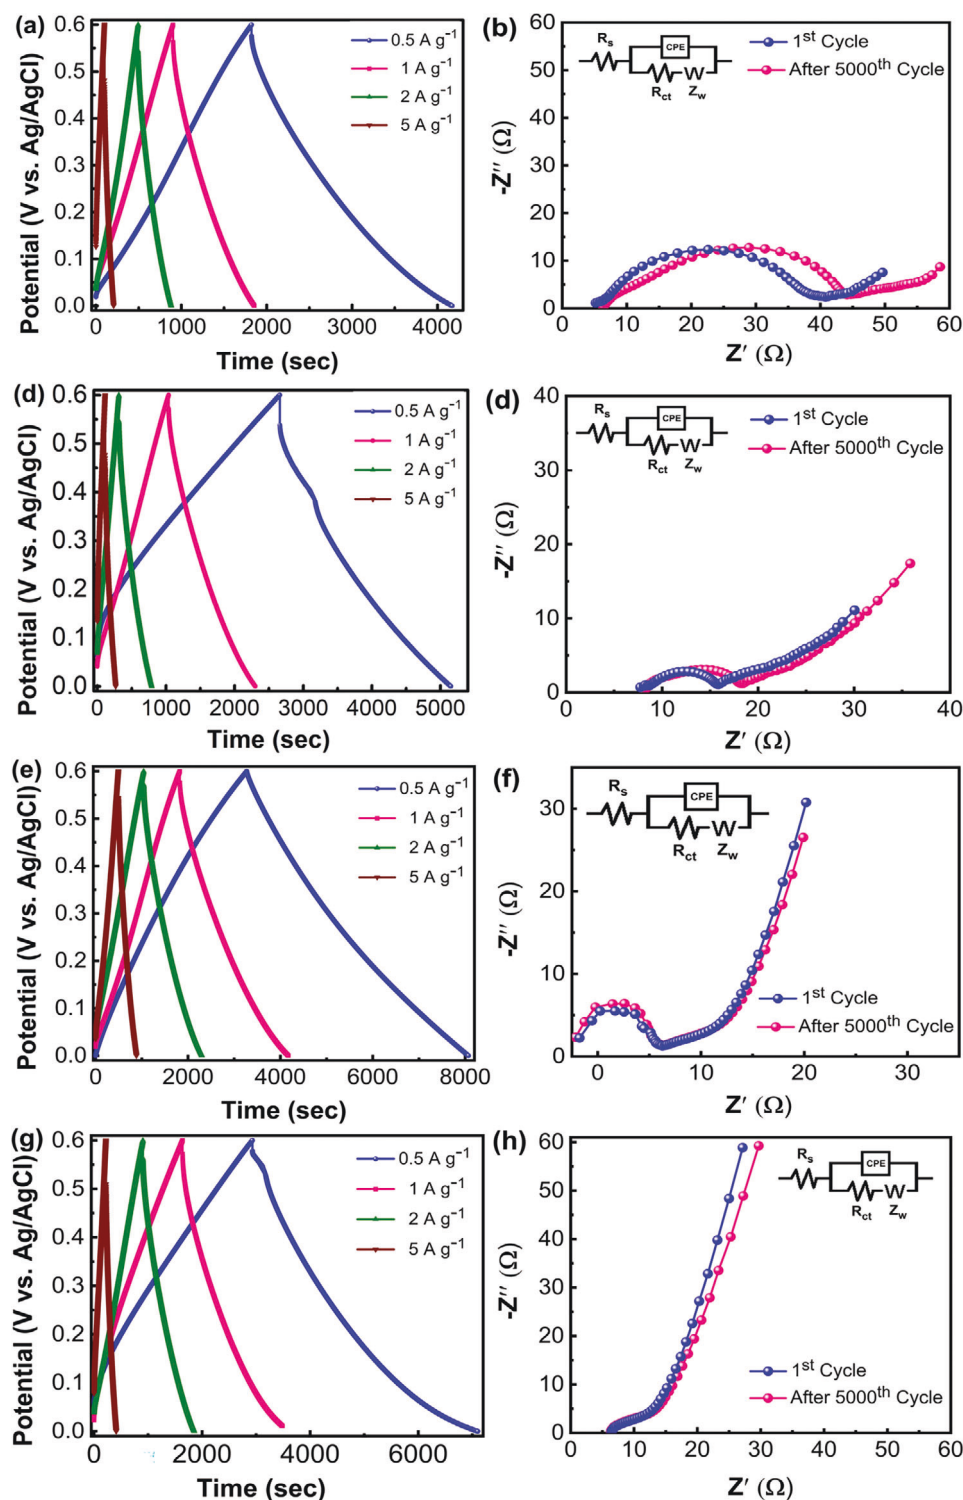 (a)
0.6
0.5
0.4
0.3
0.2
0.1
0.0
Potential (V vs. Ag/AgCl)
0.5 A g⁻¹
1 A g⁻¹
2 A g⁻¹
5 A g⁻¹
0 1000 2000 3000 4000
Time (sec)
(b)
60
50
40
30
20
10
0
-Z′′ (Ω)
Rs
CPE
Rct Zw
1st Cycle
After 5000th Cycle
0 10 20 30 40 50 60
Z′ (Ω)
(d)
0.6
0.5
0.4
0.3
0.2
0.1
0.0
Potential (V vs. Ag/AgCl)
0.5 A g⁻¹
1 A g⁻¹
2 A g⁻¹
5 A g⁻¹
0 1000 2000 3000 4000 5000
Time (sec)
(d)
40
30
20
10
0
-Z′′ (Ω)
Rs
CPE
Rct Zw
1st Cycle
After 5000th Cycle
0 10 20 30 40
Z′ (Ω)
(e)
0.6
0.5
0.4
0.3
0.2
0.1
0.0
Potential (V vs. Ag/AgCl)
0.5 A g⁻¹
1 A g⁻¹
2 A g⁻¹
5 A g⁻¹
0 2000 4000 6000 8000
Time (sec)
(f)
30
20
10
0
-Z′′ (Ω)
Rs
CPE
Rct Zw
1st Cycle
After 5000th Cycle
0 10 20 30
Z′ (Ω)
(g)
0.6
0.5
0.4
0.3
0.2
0.1
0.0
Potential (V vs. Ag/AgCl)
0.5 A g⁻¹
1 A g⁻¹
2 A g⁻¹
5 A g⁻¹
0 2000 4000 6000
Time (sec)
(h)
60
50
40
30
20
10
0
-Z′′ (Ω)
Rs
CPE
Rct Zw
1st Cycle
After 5000th Cycle
0 10 20 30 40 50 60
Z′ (Ω)